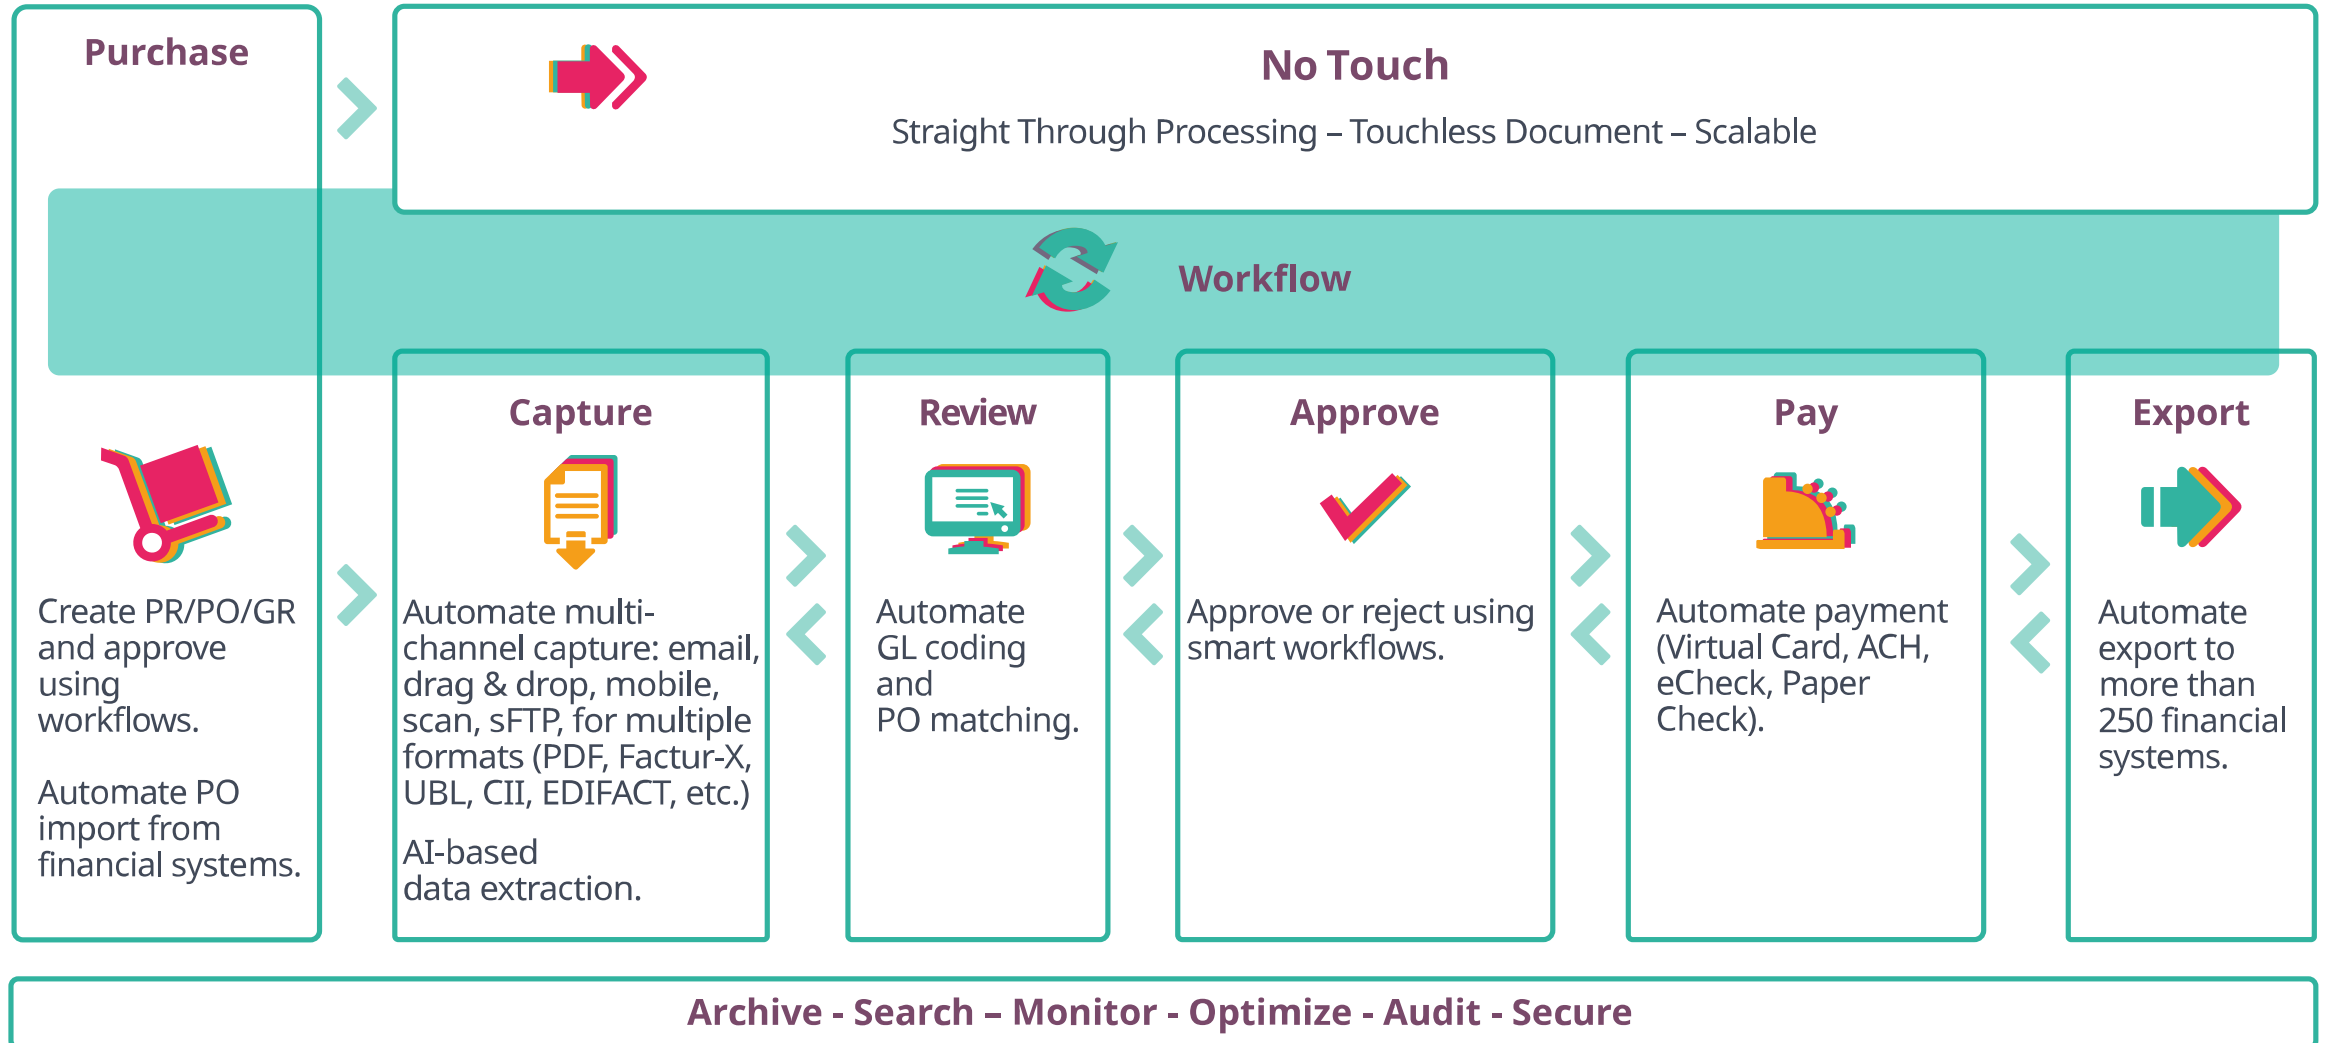 Purchase
No Touch
Straight Through Processing – Touchless Document – Scalable
Workflow
Create PR/PO/GR
and approve
using
workflows.
Automate PO
import from
financial systems.
Capture
Automate multi-
channel capture: email,
drag & drop, mobile,
scan, sFTP, for multiple
formats (PDF, Factur-X,
UBL, CII, EDIFACT, etc.)
AI-based
data extraction.
Review
Automate
GL coding
and
PO matching.
Approve
Approve or reject using
smart workflows.
Pay
Automate payment
(Virtual Card, ACH,
eCheck, Paper
Check).
Export
Automate
export to
more than
250 financial
systems.
Archive - Search – Monitor - Optimize - Audit - Secure